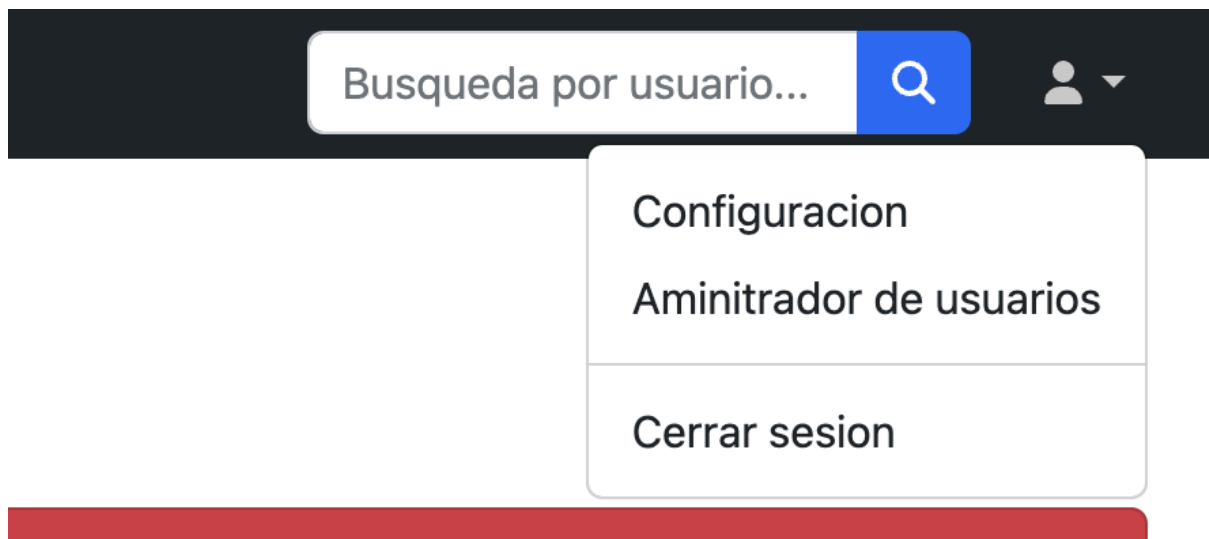 Busqueda por usuario...
Configuracion
Aminitrador de usuarios
Cerrar sesion